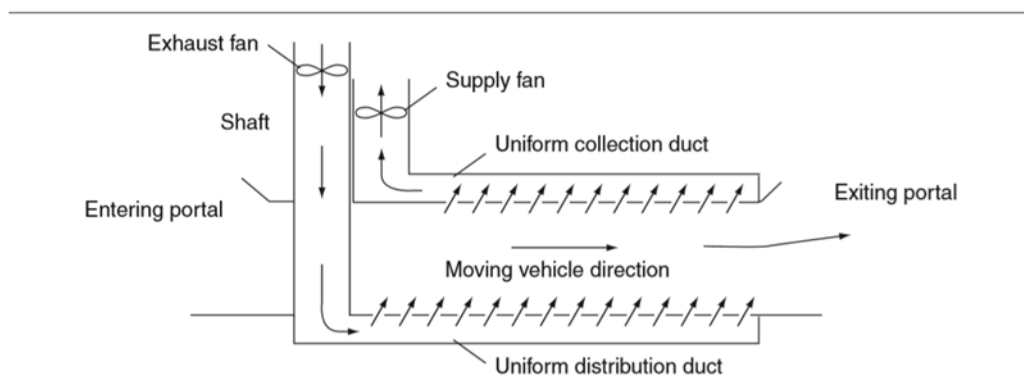 Exhaust fan
Supply fan
Shaft
Uniform collection duct
Entering portal
Exiting portal
Moving vehicle direction
Uniform distribution duct